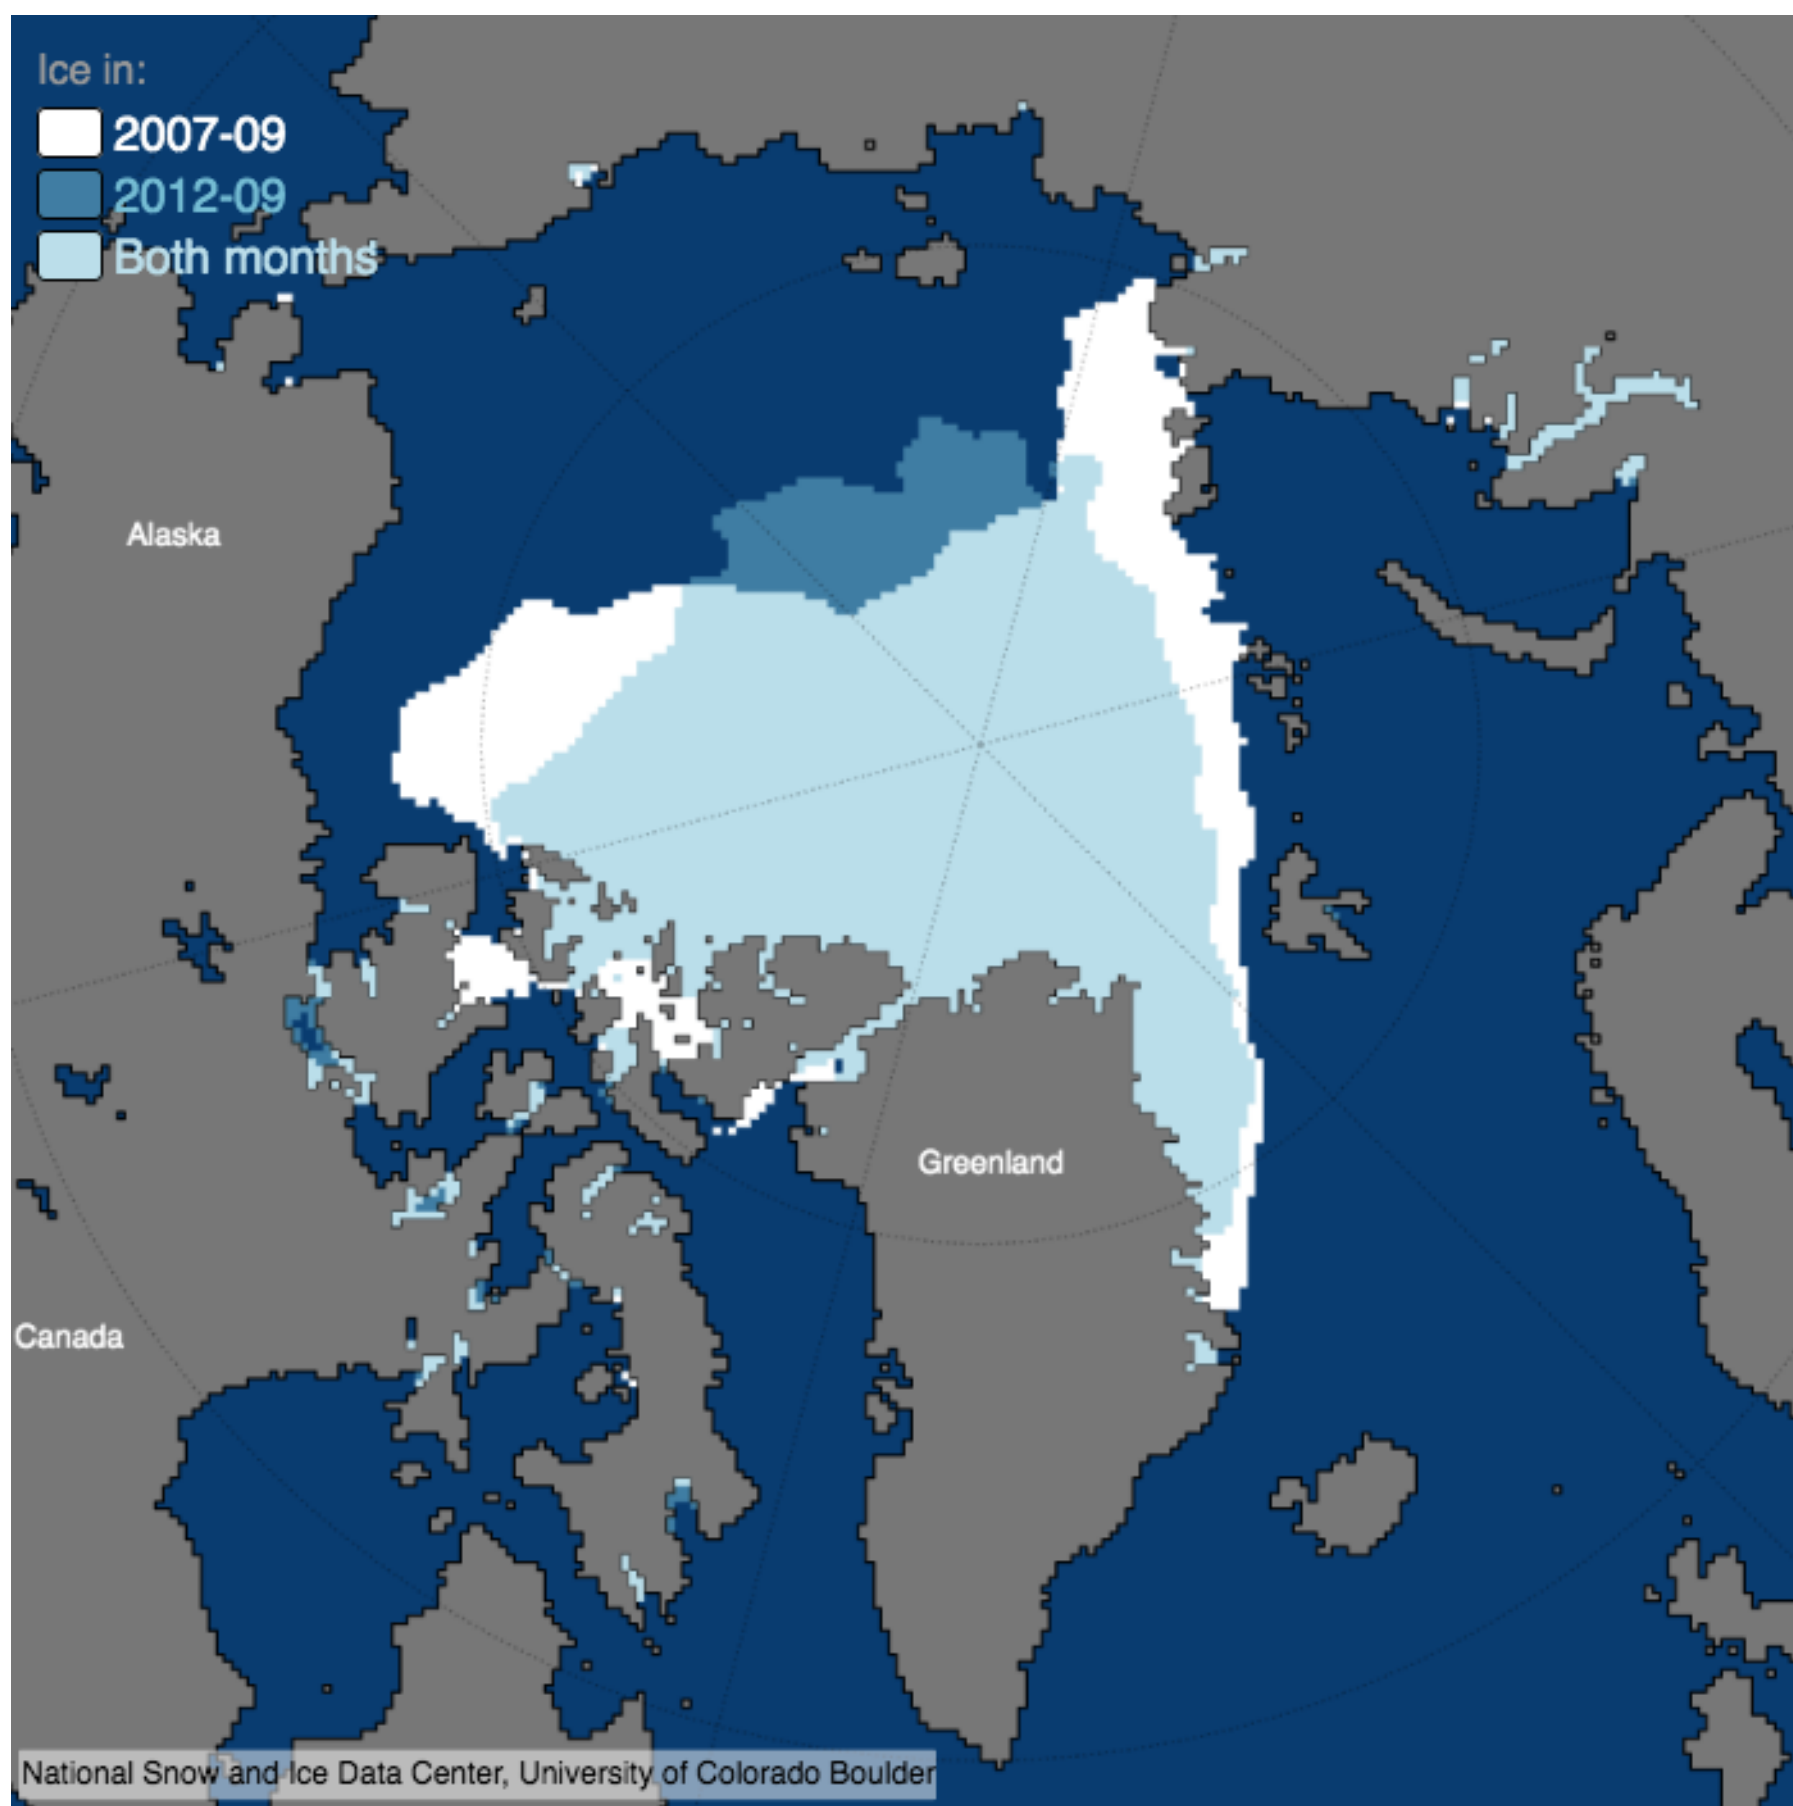 Ice in:
2007-09
2012-09
Both months
Alaska
Greenland
Canada
National Snow and Ice Data Center, University of Colorado Boulder